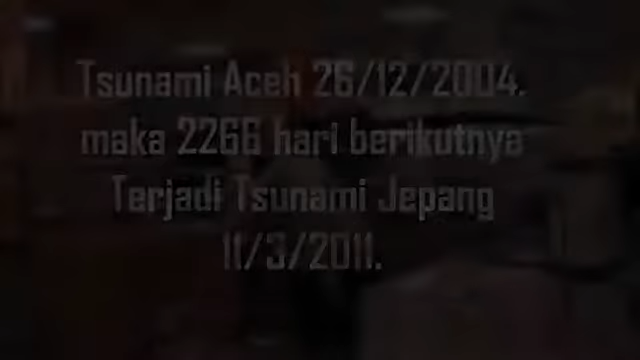 Tsunami Aceh 26/12/2004.
maka 2266 hari berikutnya
Terjadi Tsunami Jepang
11/3/2011.